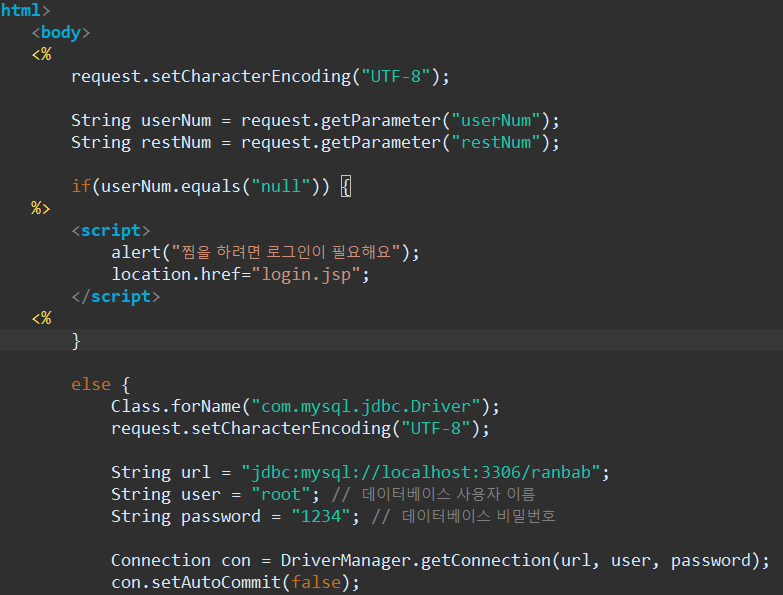 html>
<body>
<%
request.setCharacterEncoding("UTF-8");
String userNum = request.getParameter("userNum");
String restNum = request.getParameter("restNum");
if(userNum.equals("null")) {
%>
<script>
alert("찜을 하려면 로그인이 필요해요");
location.href="login.jsp";
</script>
<%
}
else {
Class.forName("com.mysql.jdbc.Driver");
request.setCharacterEncoding("UTF-8");
String url = "jdbc:mysql://localhost:3306/ranbab";
String user = "root"; // 데이터베이스 사용자 이름
String password = "1234"; // 데이터베이스 비밀번호
Connection con = DriverManager.getConnection(url, user, password);
con.setAutoCommit(false);